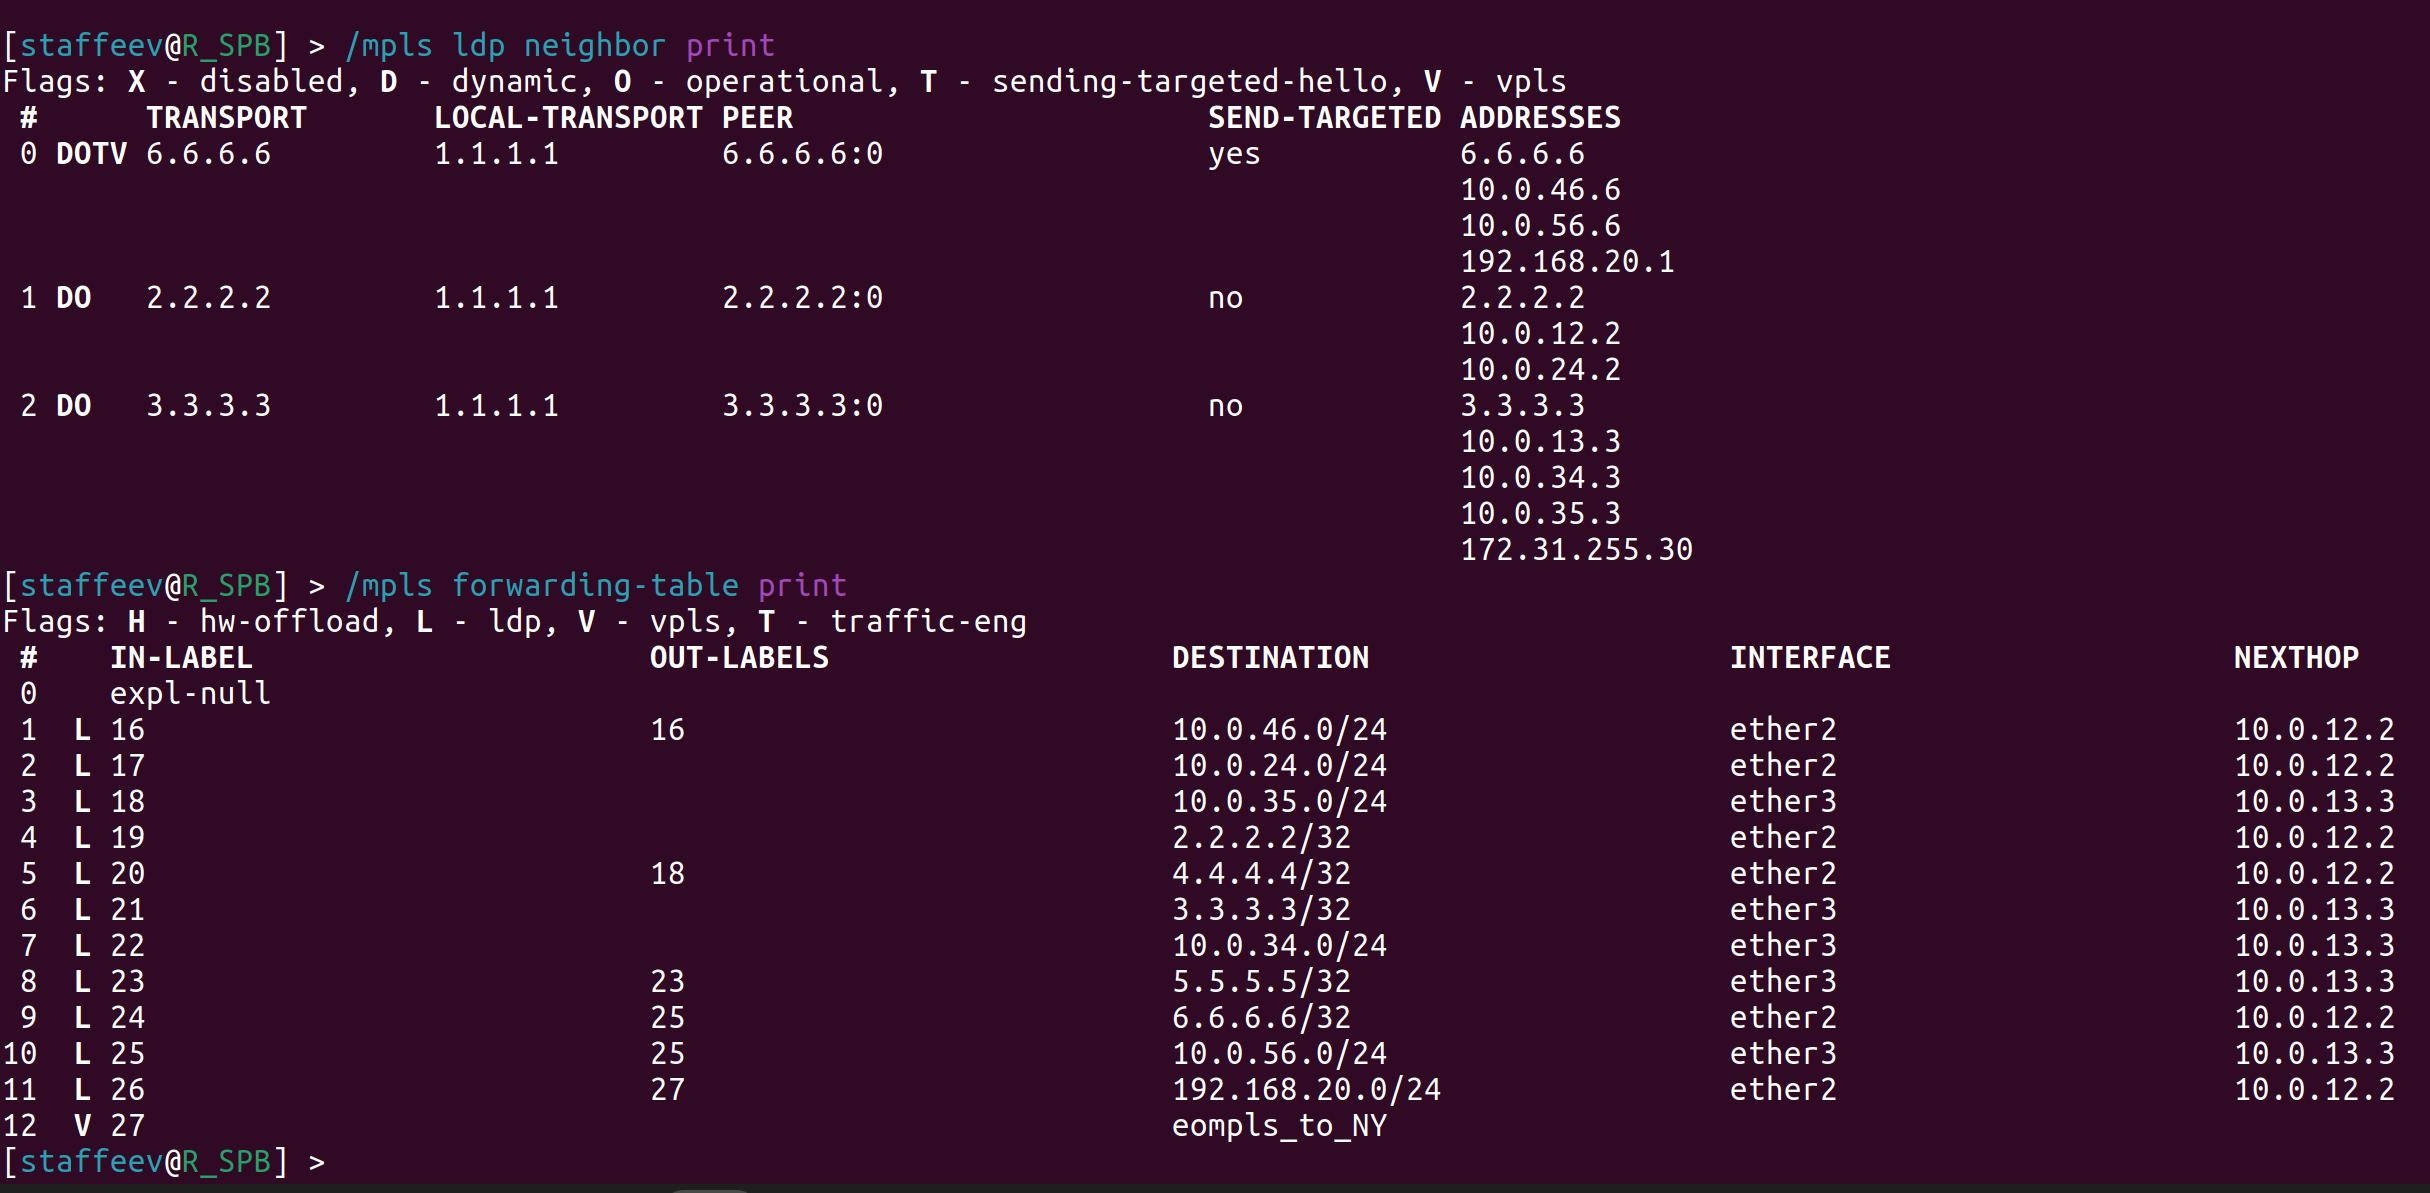 [staffeev@R_SPB] > /mpls ldp neighbor print
Flags: X - disabled, D - dynamic, O - operational, T - sending-targeted-hello, V - vpls
 #      TRANSPORT       LOCAL-TRANSPORT PEER                       SEND-TARGETED ADDRESSES
 0 DOTV 6.6.6.6         1.1.1.1         6.6.6.6:0                  yes           6.6.6.6
                                                                                 10.0.46.6
                                                                                 10.0.56.6
                                                                                 192.168.20.1
 1 DO   2.2.2.2         1.1.1.1         2.2.2.2:0                  no            2.2.2.2
                                                                                 10.0.12.2
                                                                                 10.0.24.2
 2 DO   3.3.3.3         1.1.1.1         3.3.3.3:0                  no            3.3.3.3
                                                                                 10.0.13.3
                                                                                 10.0.34.3
                                                                                 10.0.35.3
                                                                                 172.31.255.30
[staffeev@R_SPB] > /mpls forwarding-table print
Flags: H - hw-offload, L - ldp, V - vpls, T - traffic-eng
 #    IN-LABEL                      OUT-LABELS                   DESTINATION                    INTERFACE                   NEXTHOP
 0    expl-null
 1  L 16                            16                           10.0.46.0/24                   ether2                      10.0.12.2
 2  L 17                                                         10.0.24.0/24                   ether2                      10.0.12.2
 3  L 18                                                         10.0.35.0/24                   ether3                      10.0.13.3
 4  L 19                                                         2.2.2.2/32                     ether2                      10.0.12.2
 5  L 20                            18                           4.4.4.4/32                     ether2                      10.0.12.2
 6  L 21                                                         3.3.3.3/32                     ether3                      10.0.13.3
 7  L 22                                                         10.0.34.0/24                   ether3                      10.0.13.3
 8  L 23                            23                           5.5.5.5/32                     ether3                      10.0.13.3
 9  L 24                            25                           6.6.6.6/32                     ether2                      10.0.12.2
10  L 25                            25                           10.0.56.0/24                   ether3                      10.0.13.3
11  L 26                            27                           192.168.20.0/24                ether2                      10.0.12.2
12  V 27                                                         eompls_to_NY
[staffeev@R_SPB] >